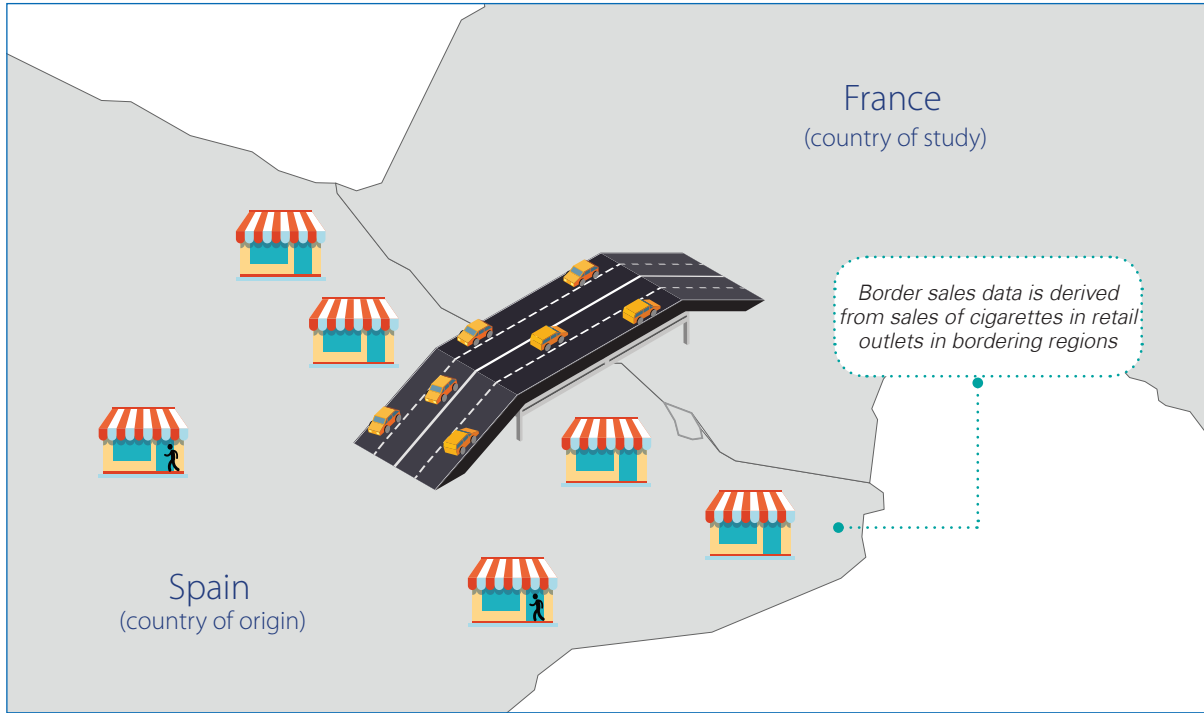 France
(country of study)
Border sales data is derived
from sales of cigarettes in retail
outlets in bordering regions
Spain
(country of origin)